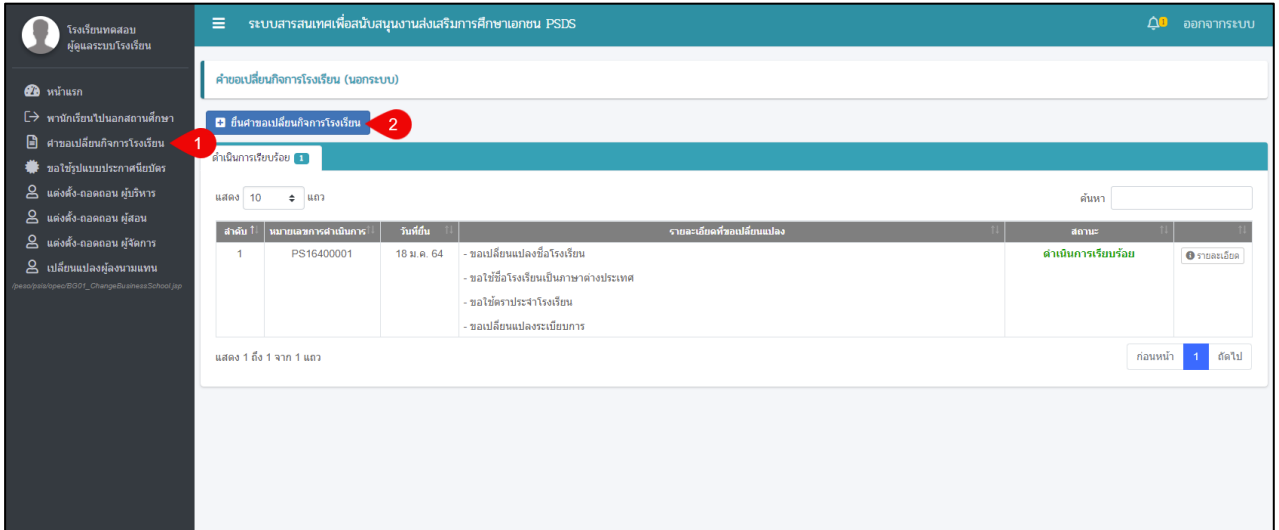 โรงเรียนทดสอบ
ผู้ดูแลระบบโรงเรียน
ระบบสารสนเทศเพื่อสนับสนุนงานส่งเสริมการศึกษาเอกชน PSDS
1 ออกจากระบบ
หน้าแรก
พานักเรียนไปนอกสถานศึกษา
คำขอเปลี่ยนกิจการโรงเรียน 1
ขอใช้รูปแบบประกาศนียบัตร
แต่งตั้ง-ถอดถอน ผู้บริหาร
แต่งตั้ง-ถอดถอน ผู้สอน
แต่งตั้ง-ถอดถอน ผู้จัดการ
เปลี่ยนแปลงผู้ลงนามแทน
/peso/psis/opec/BG01_ChangeBusinessSchool.jsp
คำขอเปลี่ยนกิจการโรงเรียน (นอกระบบ)
ยื่นคำขอเปลี่ยนกิจการโรงเรียน 2
ดำเนินการเรียบร้อย 1
แสดง 10 แถว ค้นหา
ลำดับ หมายเลขการดำเนินการ วันที่ยื่น รายละเอียดที่ขอเปลี่ยนแปลง สถานะ
1 PS16400001 18 ม.ค. 64 - ขอเปลี่ยนแปลงชื่อโรงเรียน ดำเนินการเรียบร้อย รายละเอียด
- ขอใช้ชื่อโรงเรียนเป็นภาษาต่างประเทศ
- ขอใช้ตราประจำโรงเรียน
- ขอเปลี่ยนแปลงระเบียบการ
แสดง 1 ถึง 1 จาก 1 แถว ก่อนหน้า 1 ถัดไป